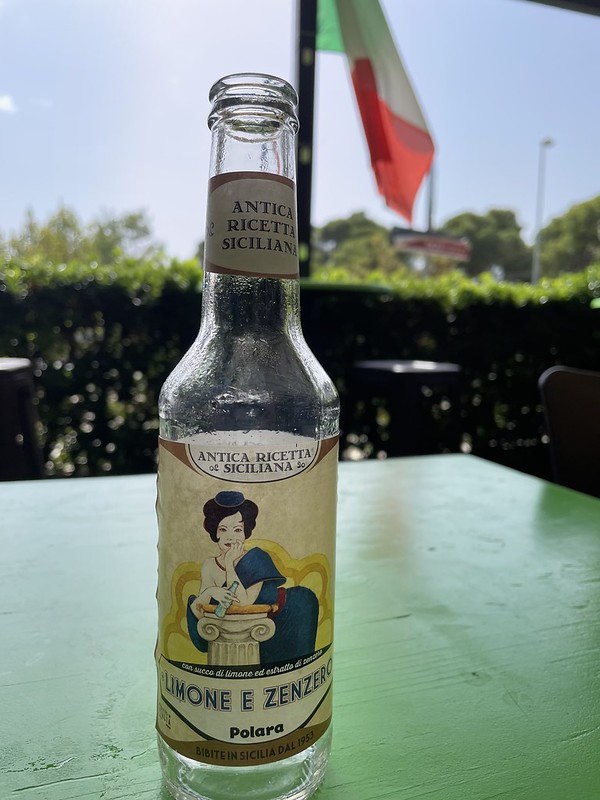 ANTICA
RICETTA
SICILIANA
ANTICA RICETTA
SICILIANA
con succo di limone ed estratto di zenzero
LIMONE E ZENZERO
Polara
BIBITE IN SICILIA DAL 1953